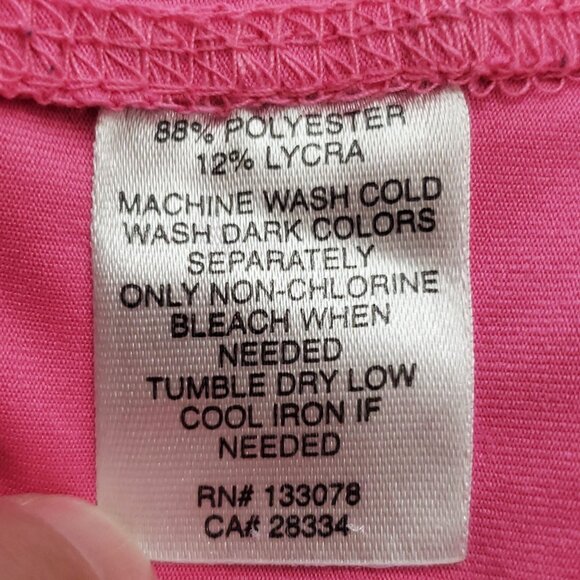 88% POLYESTER
12% LYCRA
MACHINE WASH COLD
WASH DARK COLORS
SEPARATELY
ONLY NON-CHLORINE
BLEACH WHEN
NEEDED
TUMBLE DRY LOW
COOL IRON IF
NEEDED
RN# 133078
CA# 28334